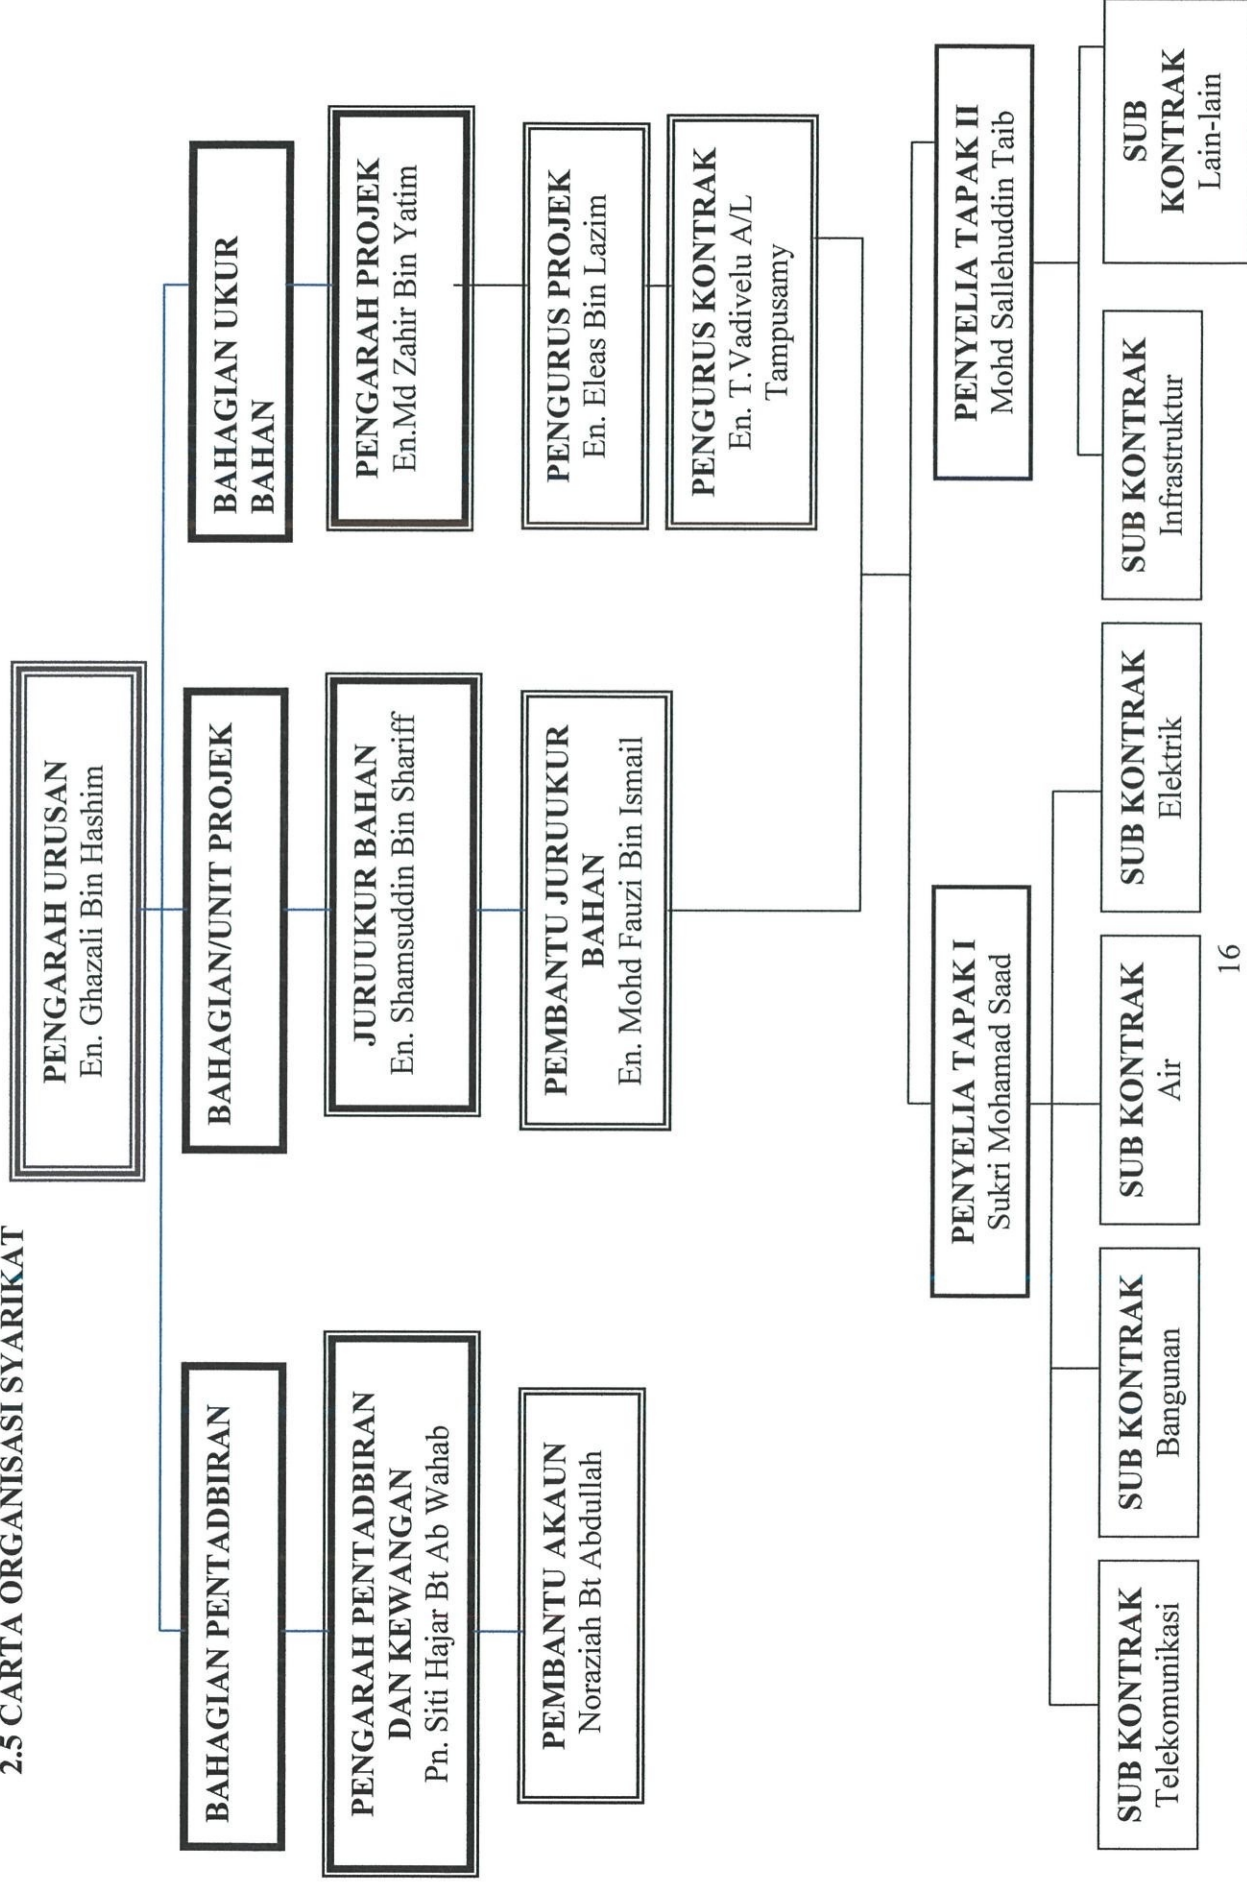 2.5 CARTA ORGANISASI SYARIKAT
PENGARAH URUSAN
En. Ghazali Bin Hashim
BAHAGIAN PENTADBIRAN
BAHAGIAN/UNIT PROJEK
BAHAGIAN UKUR
BAHAN
PENGARAH PENTADBIRAN
DAN KEWANGAN
Pn. Siti Hajar Bt Ab Wahab
JURUUKUR BAHAN
En. Shamsuddin Bin Shariff
PENGARAH PROJEK
En.Md Zahir Bin Yatim
PEMBANTU AKAUN
Noraziah Bt Abdullah
PEMBANTU JURUUKUR
BAHAN
En. Mohd Fauzi Bin Ismail
PENGURUS PROJEK
En. Eleas Bin Lazim
PENGURUS KONTRAK
En. T.Vadivelu A/L
Tampusamy
PENYELIA TAPAK I
Sukri Mohamad Saad
PENYELIA TAPAK II
Mohd Sallehuddin Taib
SUB KONTRAK
Telekomunikasi
SUB KONTRAK
Bangunan
SUB KONTRAK
Air
SUB KONTRAK
Elektrik
SUB KONTRAK
Infrastruktur
SUB
KONTRAK
Lain-lain
16